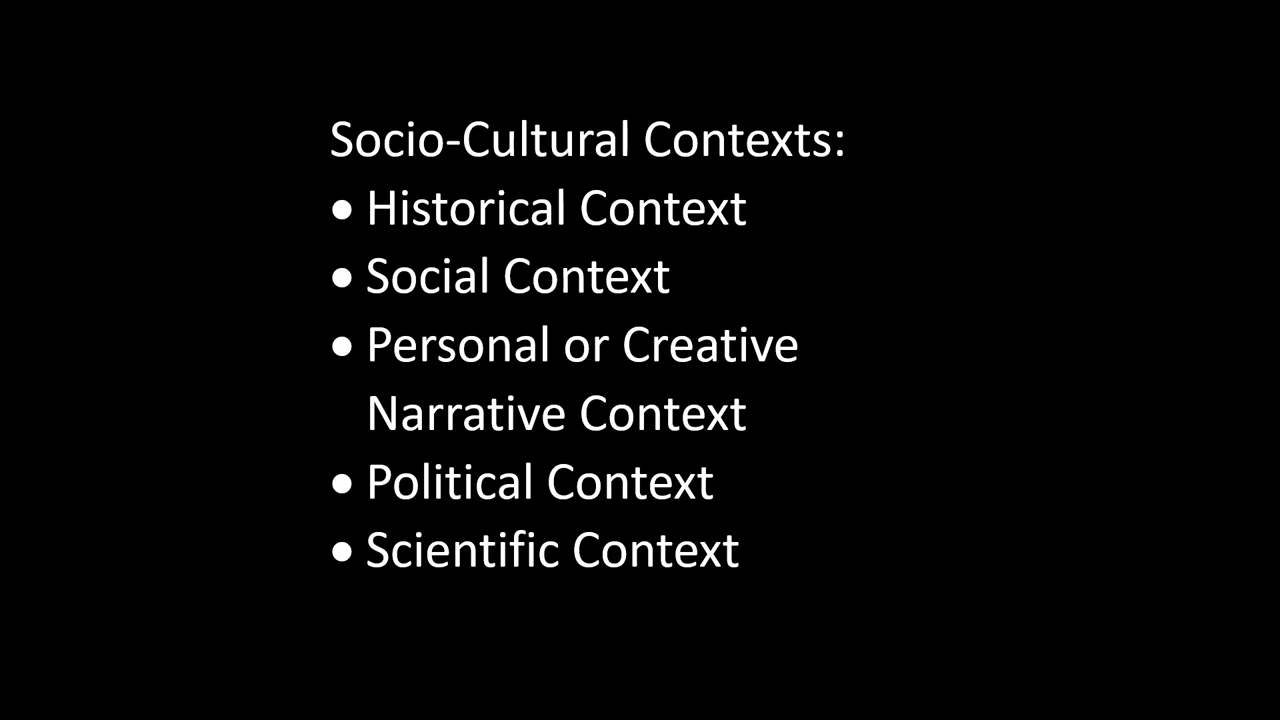 Socio-Cultural Contexts:
• Historical Context
• Social Context
• Personal or Creative
Narrative Context
• Political Context
• Scientific Context